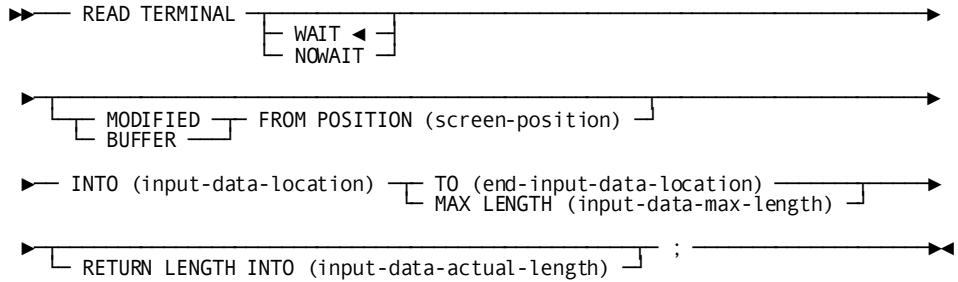 READ TERMINAL
WAIT ◄
NOWAIT
MODIFIED FROM POSITION (screen-position)
BUFFER
INTO (input-data-location) TO (end-input-data-location)
MAX LENGTH (input-data-max-length)
;
RETURN LENGTH INTO (input-data-actual-length)